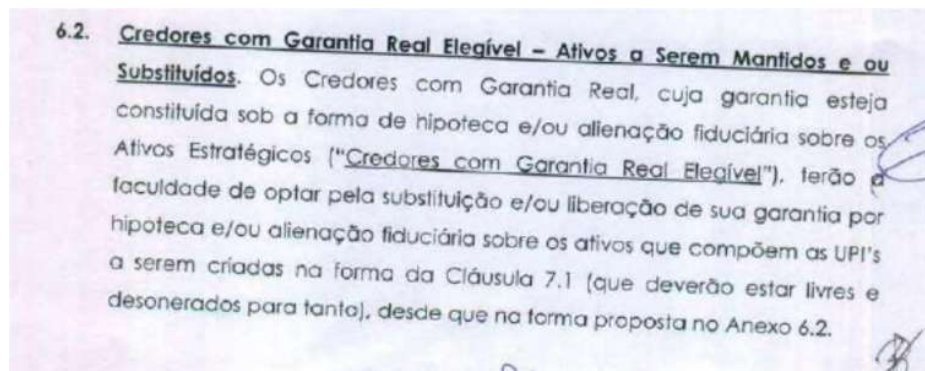 6.2. Credores com Garantia Real Elegível – Ativos a Serem Mantidos e ou
Substituídos. Os Credores com Garantia Real, cuja garantia esteja
constituída sob a forma de hipoteca e/ou alienação fiduciária sobre os
Ativos Estratégicos ("Credores com Garantia Real Elegível"), terão a
faculdade de optar pela substituição e/ou liberação de sua garantia por
hipoteca e/ou alienação fiduciária sobre os ativos que compõem as UPI's
a serem criadas na forma da Cláusula 7.1 (que deverão estar livres e
desonerados para tanto), desde que na forma proposta no Anexo 6.2.